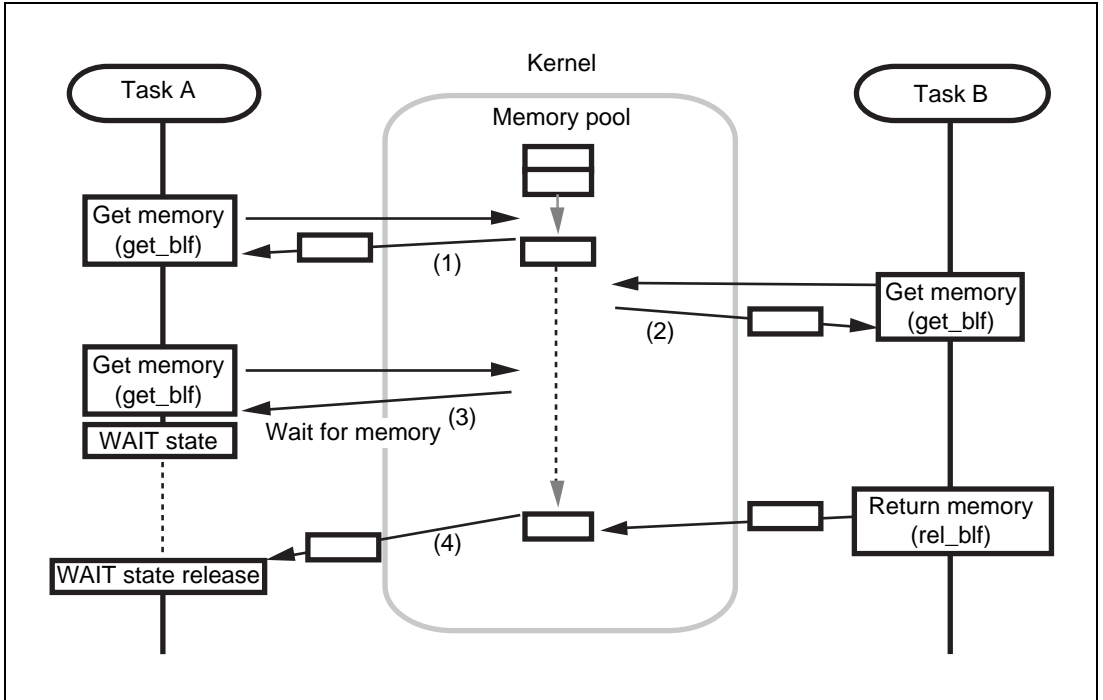 Kernel
Task A
Task B
Memory pool
Get memory
(get_blf)
(1)
Get memory
(get_blf)
(2)
Get memory
(get_blf)
(3)
Wait for memory
WAIT state
Return memory
(rel_blf)
(4)
WAIT state release